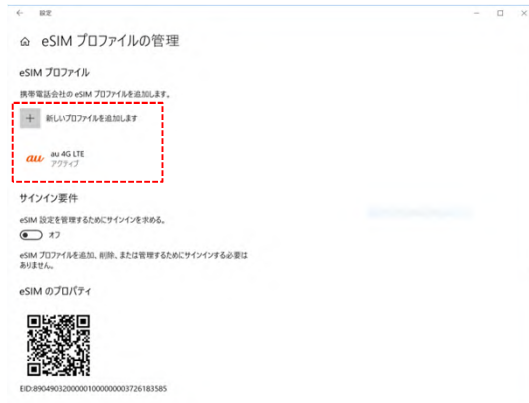 設定
eSIM プロファイルの管理
eSIM プロファイル
携帯電話会社の eSIM プロファイルを追加します。
新しいプロファイルを追加します
au au 4G LTE
アクティブ
サインイン要件
eSIM 設定を管理するためにサインインを求める。
オフ
eSIM プロファイルを追加、削除、または管理するためにサインインする必要は
ありません。
eSIM のプロパティ
EID:89049032000001000000003726183585